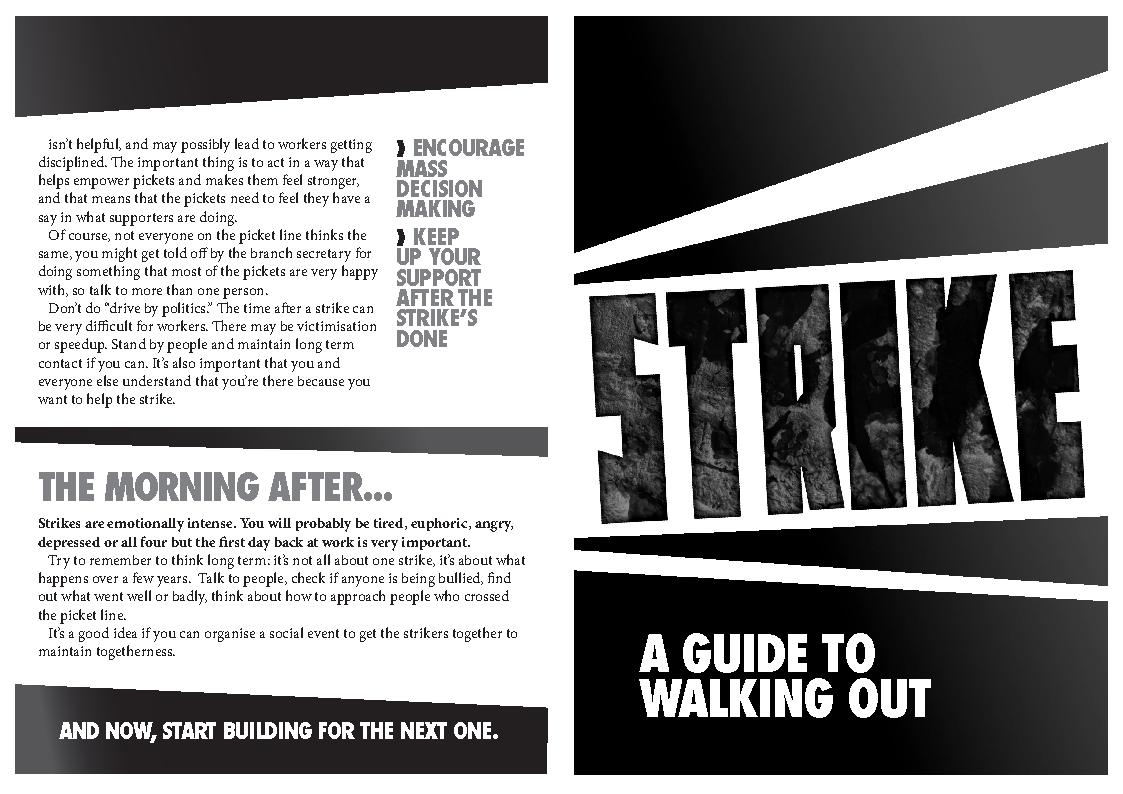 isn't helpful, and may possibly lead to workers getting
disciplined. The important thing is to act in a way that
helps empower pickets and makes them feel stronger,
and that means that the pickets need to feel they have a
say in what supporters are doing.
Of course, not everyone on the picket line thinks the
same, you might get told off by the branch secretary for
doing something that most of the pickets are very happy
with, so talk to more than one person.
Don't do “drive by politics.” The time after a strike can
be very difficult for workers. There may be victimisation
or speedup. Stand by people and maintain long term
contact if you can. It's also important that you and
everyone else understand that you're there because you
want to help the strike.
❫ ENCOURAGE
MASS
DECISION
MAKING
❫ KEEP
UP YOUR
SUPPORT
AFTER THE
STRIKE'S
DONE
THE MORNING AFTER...
Strikes are emotionally intense. You will probably be tired, euphoric, angry,
depressed or all four but the first day back at work is very important.
Try to remember to think long term: it's not all about one strike, it's about what
happens over a few years. Talk to people, check if anyone is being bullied, find
out what went well or badly, think about how to approach people who crossed
the picket line.
It's a good idea if you can organise a social event to get the strikers together to
maintain togetherness.
AND NOW, START BUILDING FOR THE NEXT ONE.
STRIKE
A GUIDE TO
WALKING OUT